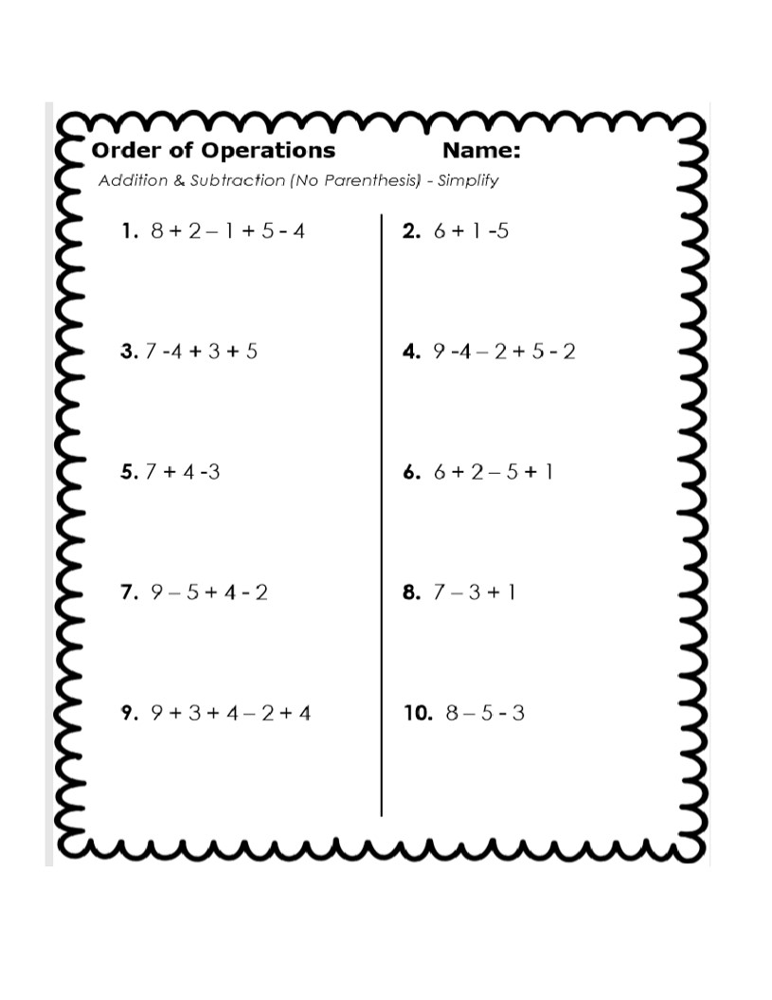 Order of Operations Name:
Addition & Subtraction (No Parenthesis) - Simplify
1. 8 + 2 – 1 + 5 - 4
2. 6 + 1 -5
3. 7 -4 + 3 + 5
4. 9 -4 – 2 + 5 - 2
5. 7 + 4 -3
6. 6 + 2 – 5 + 1
7. 9 – 5 + 4 - 2
8. 7 – 3 + 1
9. 9 + 3 + 4 – 2 + 4
10. 8 – 5 - 3